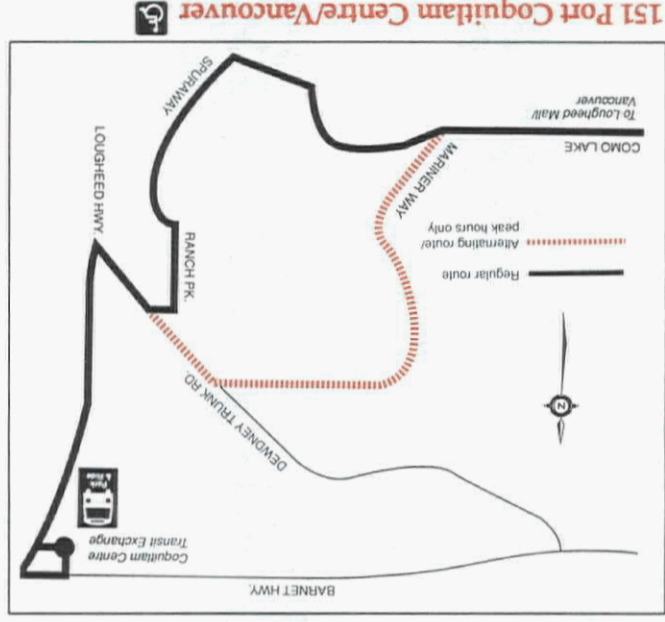 151 Port Coquitlam Centre/Vancouver
BARNET HWY.
Coquitlam Centre
Transit Exchange
Park
& Ride
DEWDNEY TRUNK RD.
N
Regular route
Alternating route/
peak hours only
RANCH PK.
LOUGHEED HWY.
MARINER WAY
COMO LAKE
To Lougheed Mall/
Vancouver
SPURAWAY